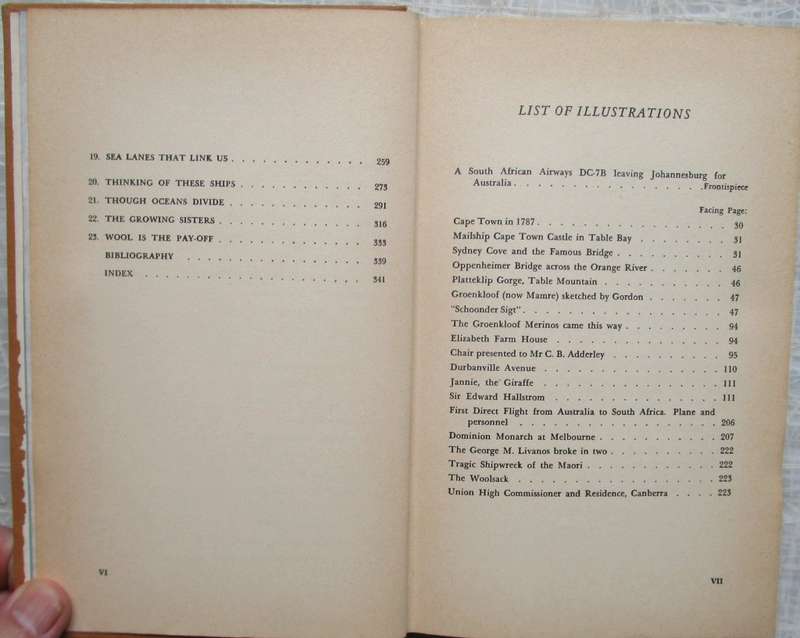 19. SEA LANES THAT LINK US . . . . . . . . . . . . . 259
20. THINKING OF THESE SHIPS . . . . . . . . . . . . 273
21. THOUGH OCEANS DIVIDE . . . . . . . . . . . . . 291
22. THE GROWING SISTERS . . . . . . . . . . . . . . 316
23. WOOL IS THE PAY-OFF . . . . . . . . . . . . . . 333
BIBLIOGRAPHY . . . . . . . . . . . . . . . . 339
INDEX . . . . . . . . . . . . . . . . . . . . 341
VI
LIST OF ILLUSTRATIONS
A South African Airways DC-7B leaving Johannesburg for
Australia . . . . . . . . . . . . . . . . . Frontispiece
Facing Page:
Cape Town in 1787 . . . . . . . . . . . . . . . . 30
Mailship Cape Town Castle in Table Bay . . . . . . . . 31
Sydney Cove and the Famous Bridge . . . . . . . . . . 31
Oppenheimer Bridge across the Orange River . . . . . . . 46
Platteklip Gorge, Table Mountain . . . . . . . . . . . 46
Groenkloof (now Mamre) sketched by Gordon . . . . . . . 47
"Schoonder Sigt" . . . . . . . . . . . . . . . . . 47
The Groenkloof Merinos came this way . . . . . . . . . 94
Elizabeth Farm House . . . . . . . . . . . . . . . 94
Chair presented to Mr C. B. Adderley . . . . . . . . . . 95
Durbanville Avenue . . . . . . . . . . . . . . . . 110
Jannie, the Giraffe . . . . . . . . . . . . . . . . 111
Sir Edward Hallstrom . . . . . . . . . . . . . . . 111
First Direct Flight from Australia to South Africa. Plane and
personnel . . . . . . . . . . . . . . . . . . 206
Dominion Monarch at Melbourne . . . . . . . . . . . 207
The George M. Livanos broke in two . . . . . . . . . . 222
Tragic Shipwreck of the Maori . . . . . . . . . . . . 222
The Woolsack . . . . . . . . . . . . . . . . . . 223
Union High Commissioner and Residence, Canberra . . . . 223
VII